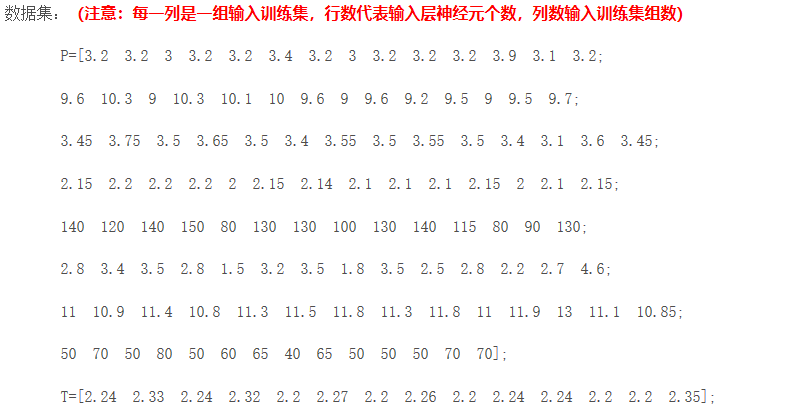 数据集： (注意：每一列是一组输入训练集，行数代表输入层神经元个数，列数输入训练集组数)
P=[3.2 3.2 3 3.2 3.2 3.4 3.2 3 3.2 3.2 3.2 3.9 3.1 3.2;
9.6 10.3 9 10.3 10.1 10 9.6 9 9.6 9.2 9.5 9 9.5 9.7;
3.45 3.75 3.5 3.65 3.5 3.4 3.55 3.5 3.55 3.5 3.4 3.1 3.6 3.45;
2.15 2.2 2.2 2.2 2 2.15 2.14 2.1 2.1 2.1 2.15 2 2.1 2.15;
140 120 140 150 80 130 130 100 130 140 115 80 90 130;
2.8 3.4 3.5 2.8 1.5 3.2 3.5 1.8 3.5 2.5 2.8 2.2 2.7 4.6;
11 10.9 11.4 10.8 11.3 11.5 11.8 11.3 11.8 11 11.9 13 11.1 10.85;
50 70 50 80 50 60 65 40 65 50 50 50 70 70];
T=[2.24 2.33 2.24 2.32 2.2 2.27 2.2 2.26 2.2 2.24 2.24 2.2 2.2 2.35];